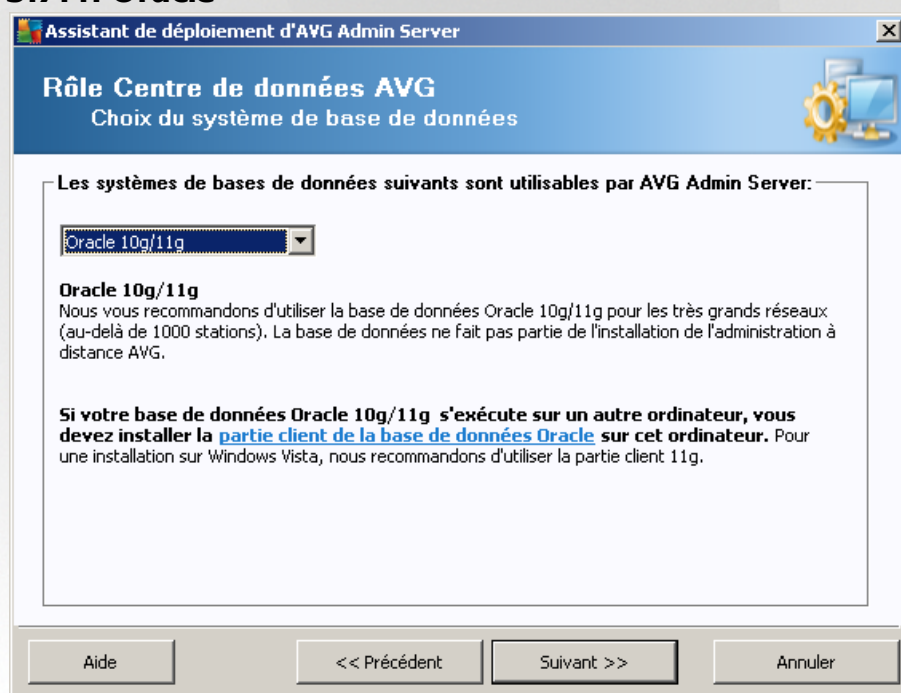 Assistant de déploiement d'AVG Admin Server
Rôle Centre de données AVG
Choix du système de base de données
Les systèmes de bases de données suivants sont utilisables par AVG Admin Server:
Oracle 10g/11g
Oracle 10g/11g
Nous vous recommandons d'utiliser la base de données Oracle 10g/11g pour les très grands réseaux
(au-delà de 1000 stations). La base de données ne fait pas partie de l'installation de l'administration à
distance AVG.
Si votre base de données Oracle 10g/11g s'exécute sur un autre ordinateur, vous
devez installer la partie client de la base de données Oracle sur cet ordinateur. Pour
une installation sur Windows Vista, nous recommandons d'utiliser la partie client 11g.
Aide
<< Précédent
Suivant >>
Annuler